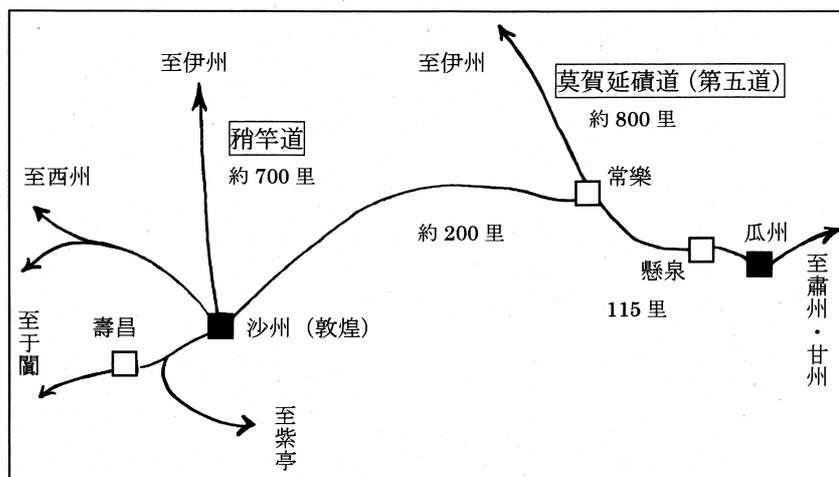 至伊州
至伊州
莫賀延磧道（第五道）
約 800 里
矟竿道
約 700 里
至西州
常樂
約 200 里
瓜州
懸泉
115 里
至肅州・甘州
至于闐
壽昌
沙州（敦煌）
至紫亭